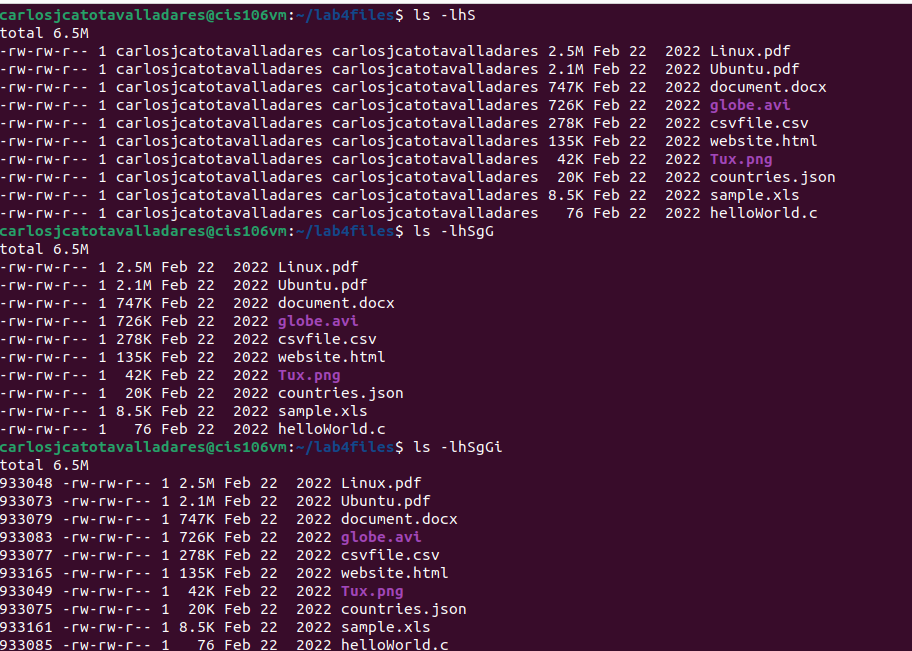 carlosjcatotavalladares@cis106vm:~/lab4files$ ls -lhS
total 6.5M
-rw-rw-r-- 1 carlosjcatotavalladares carlosjcatotavalladares 2.5M Feb 22  2022 Linux.pdf
-rw-rw-r-- 1 carlosjcatotavalladares carlosjcatotavalladares 2.1M Feb 22  2022 Ubuntu.pdf
-rw-rw-r-- 1 carlosjcatotavalladares carlosjcatotavalladares 747K Feb 22  2022 document.docx
-rw-rw-r-- 1 carlosjcatotavalladares carlosjcatotavalladares 726K Feb 22  2022 globe.avi
-rw-rw-r-- 1 carlosjcatotavalladares carlosjcatotavalladares 278K Feb 22  2022 csvfile.csv
-rw-rw-r-- 1 carlosjcatotavalladares carlosjcatotavalladares 135K Feb 22  2022 website.html
-rw-rw-r-- 1 carlosjcatotavalladares carlosjcatotavalladares  42K Feb 22  2022 Tux.png
-rw-rw-r-- 1 carlosjcatotavalladares carlosjcatotavalladares  20K Feb 22  2022 countries.json
-rw-rw-r-- 1 carlosjcatotavalladares carlosjcatotavalladares 8.5K Feb 22  2022 sample.xls
-rw-rw-r-- 1 carlosjcatotavalladares carlosjcatotavalladares   76 Feb 22  2022 helloWorld.c
carlosjcatotavalladares@cis106vm:~/lab4files$ ls -lhSgG
total 6.5M
-rw-rw-r-- 1 2.5M Feb 22  2022 Linux.pdf
-rw-rw-r-- 1 2.1M Feb 22  2022 Ubuntu.pdf
-rw-rw-r-- 1 747K Feb 22  2022 document.docx
-rw-rw-r-- 1 726K Feb 22  2022 globe.avi
-rw-rw-r-- 1 278K Feb 22  2022 csvfile.csv
-rw-rw-r-- 1 135K Feb 22  2022 website.html
-rw-rw-r-- 1  42K Feb 22  2022 Tux.png
-rw-rw-r-- 1  20K Feb 22  2022 countries.json
-rw-rw-r-- 1 8.5K Feb 22  2022 sample.xls
-rw-rw-r-- 1   76 Feb 22  2022 helloWorld.c
carlosjcatotavalladares@cis106vm:~/lab4files$ ls -lhSgGi
total 6.5M
933048 -rw-rw-r-- 1 2.5M Feb 22  2022 Linux.pdf
933073 -rw-rw-r-- 1 2.1M Feb 22  2022 Ubuntu.pdf
933079 -rw-rw-r-- 1 747K Feb 22  2022 document.docx
933083 -rw-rw-r-- 1 726K Feb 22  2022 globe.avi
933077 -rw-rw-r-- 1 278K Feb 22  2022 csvfile.csv
933165 -rw-rw-r-- 1 135K Feb 22  2022 website.html
933049 -rw-rw-r-- 1  42K Feb 22  2022 Tux.png
933075 -rw-rw-r-- 1  20K Feb 22  2022 countries.json
933161 -rw-rw-r-- 1 8.5K Feb 22  2022 sample.xls
933085 -rw-rw-r-- 1   76 Feb 22  2022 helloWorld.c